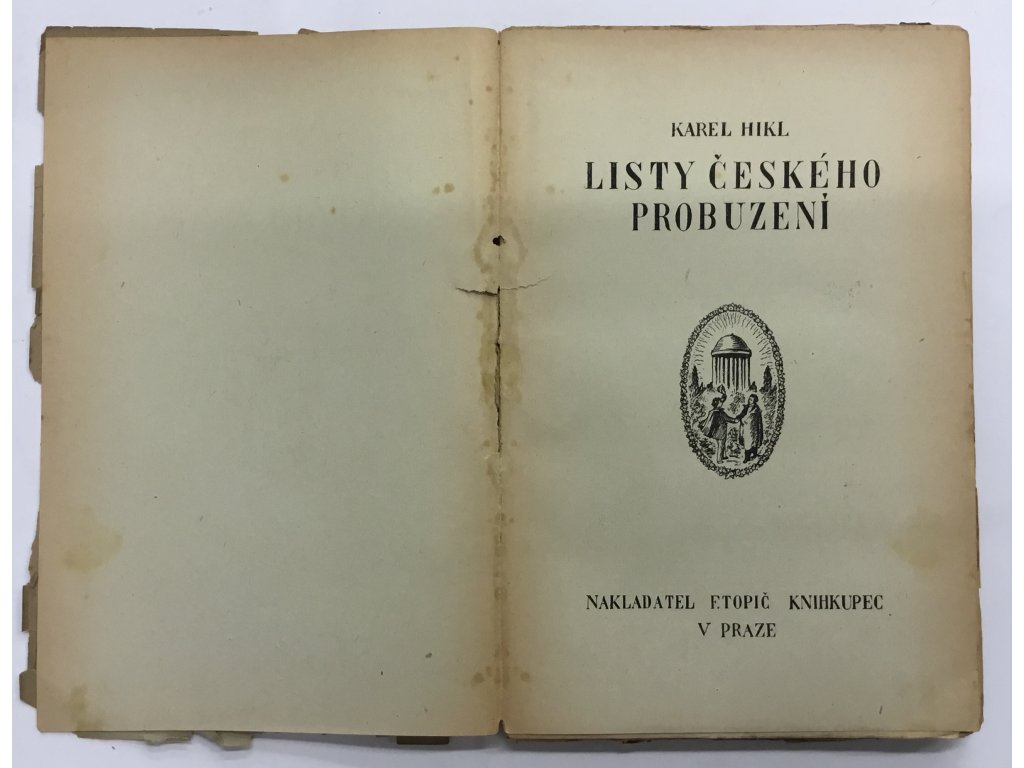 KAREL HIKL
LISTY ČESKÉHO
PROBUZENÍ
NAKLADATEL F. TOPIČ KNIHKUPEC
V PRAZE